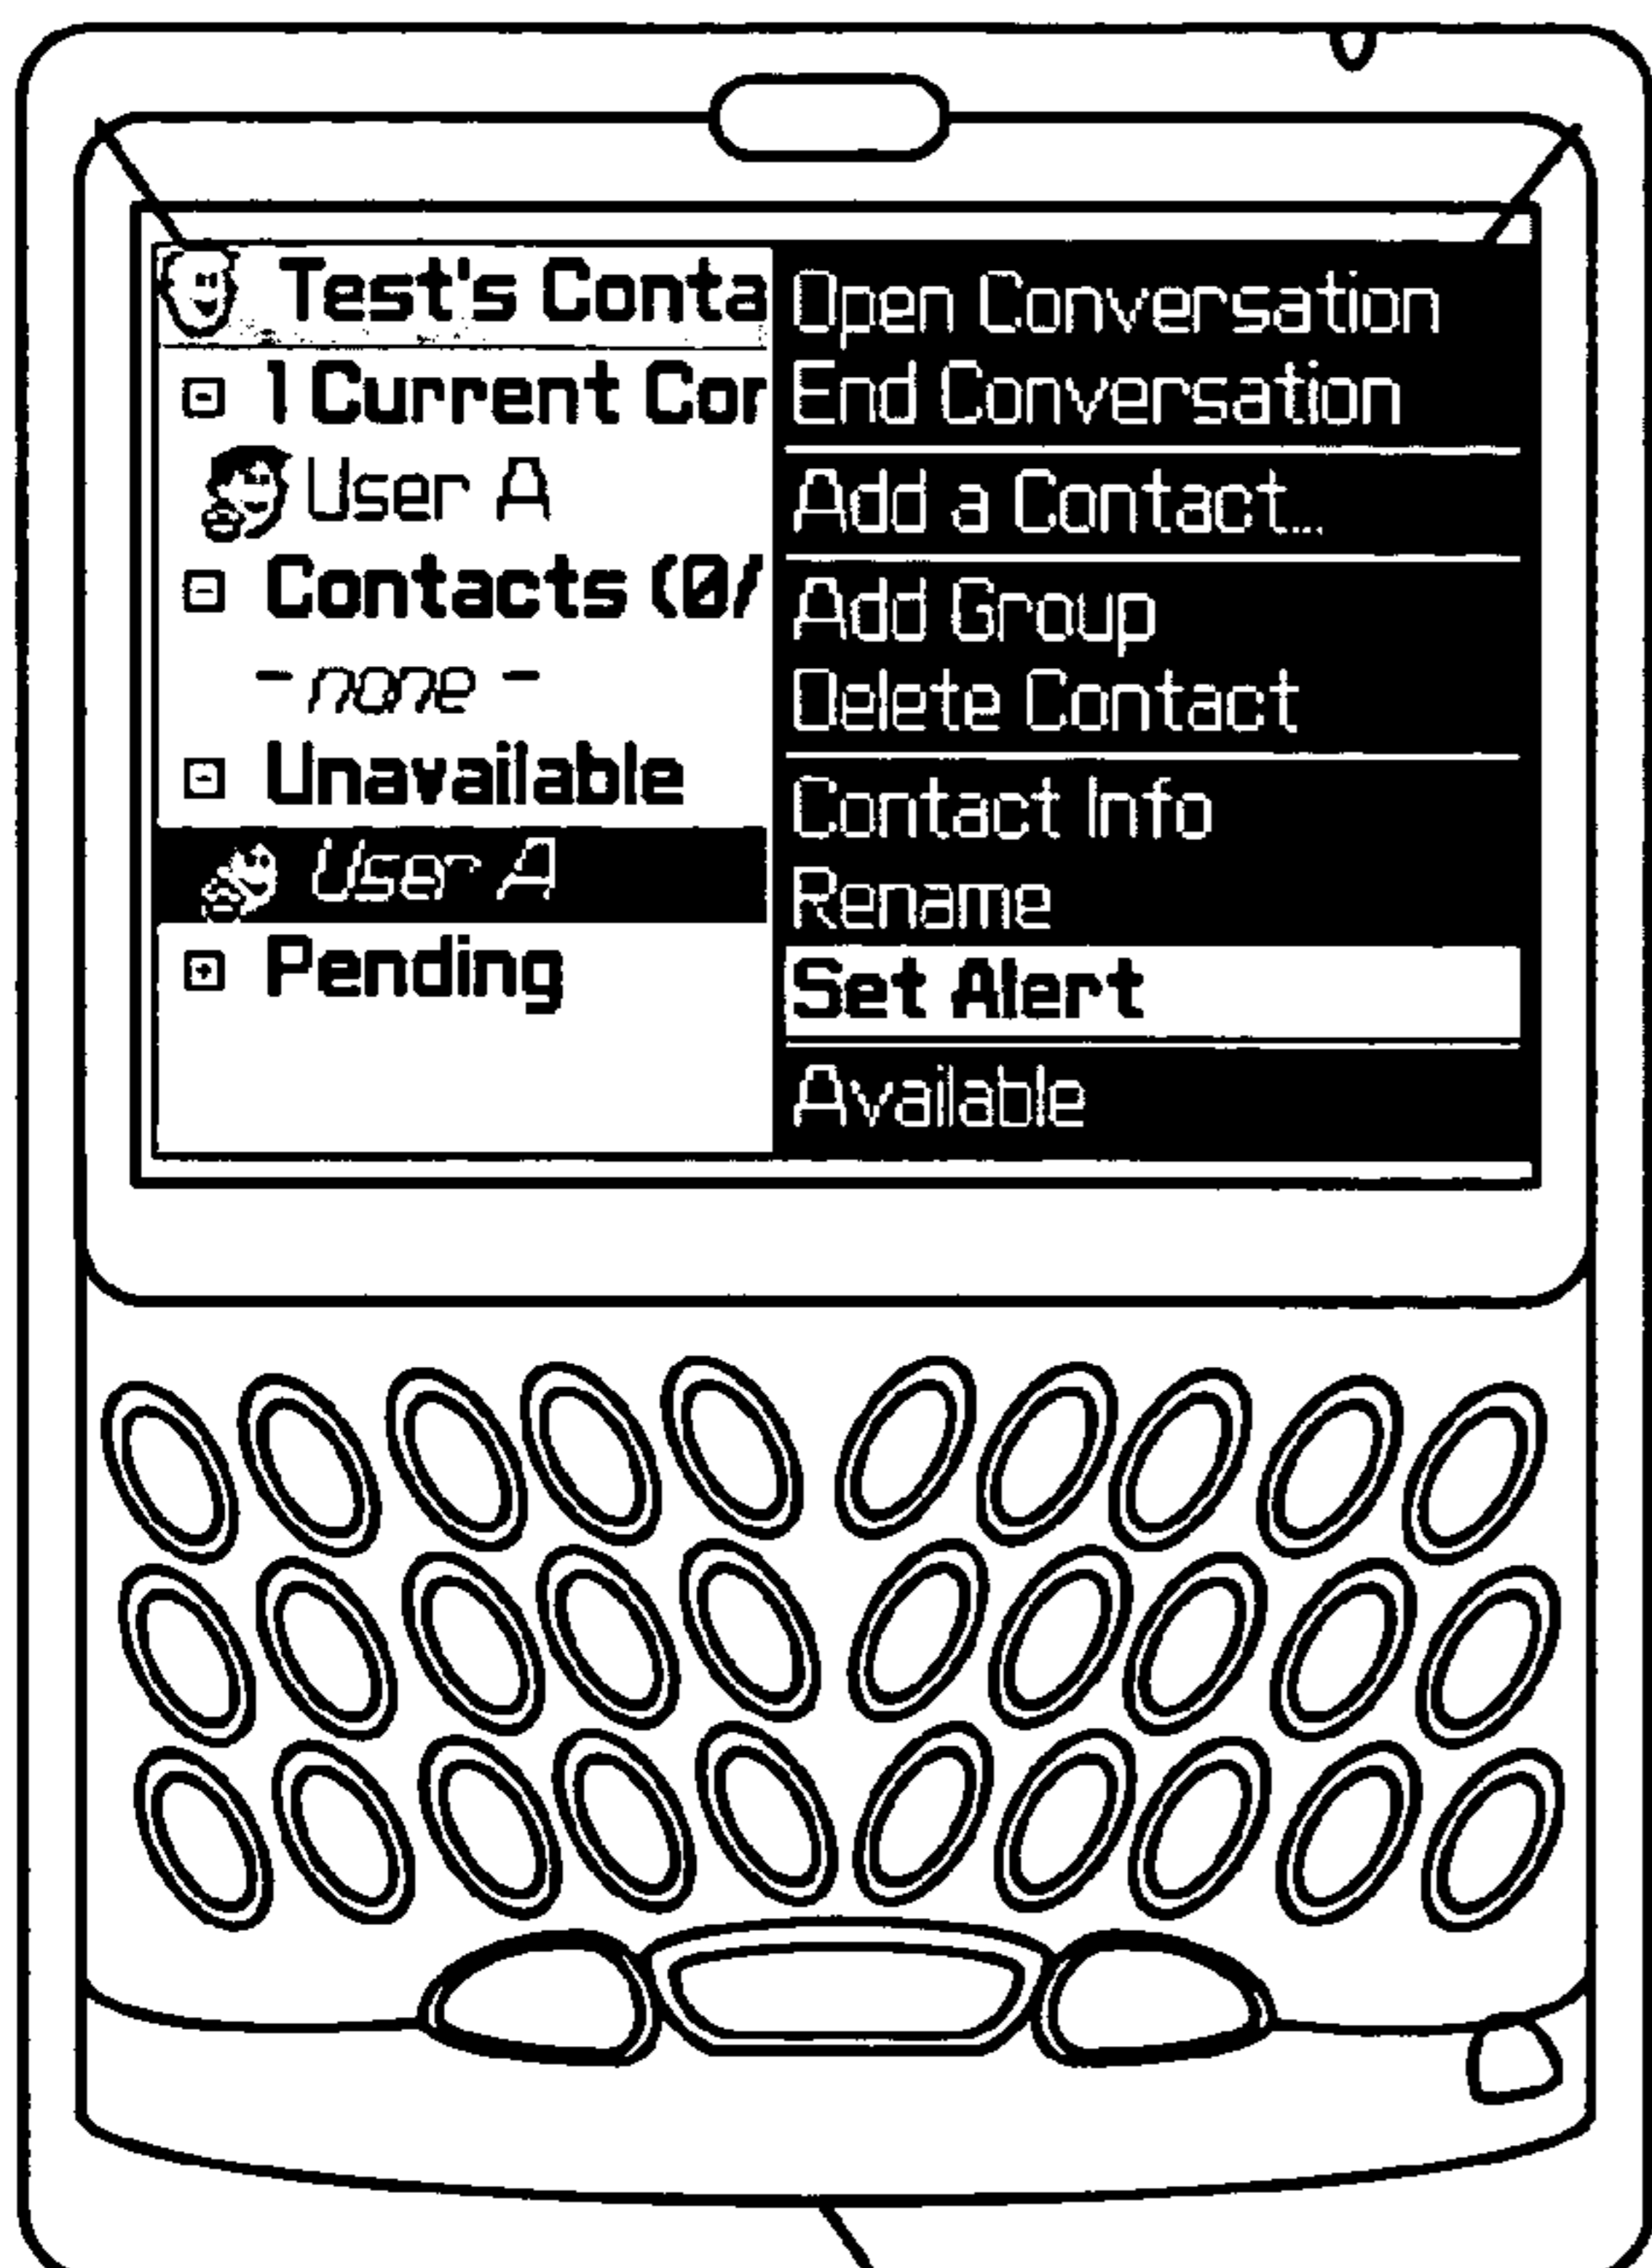 Test's Conta
1 Current Cor
User A
Contacts (0/
- none -
Unavailable
User A
Pending
Open Conversation
End Conversation
Add a Contact...
Add Group
Delete Contact
Contact Info
Rename
Set Alert
Available